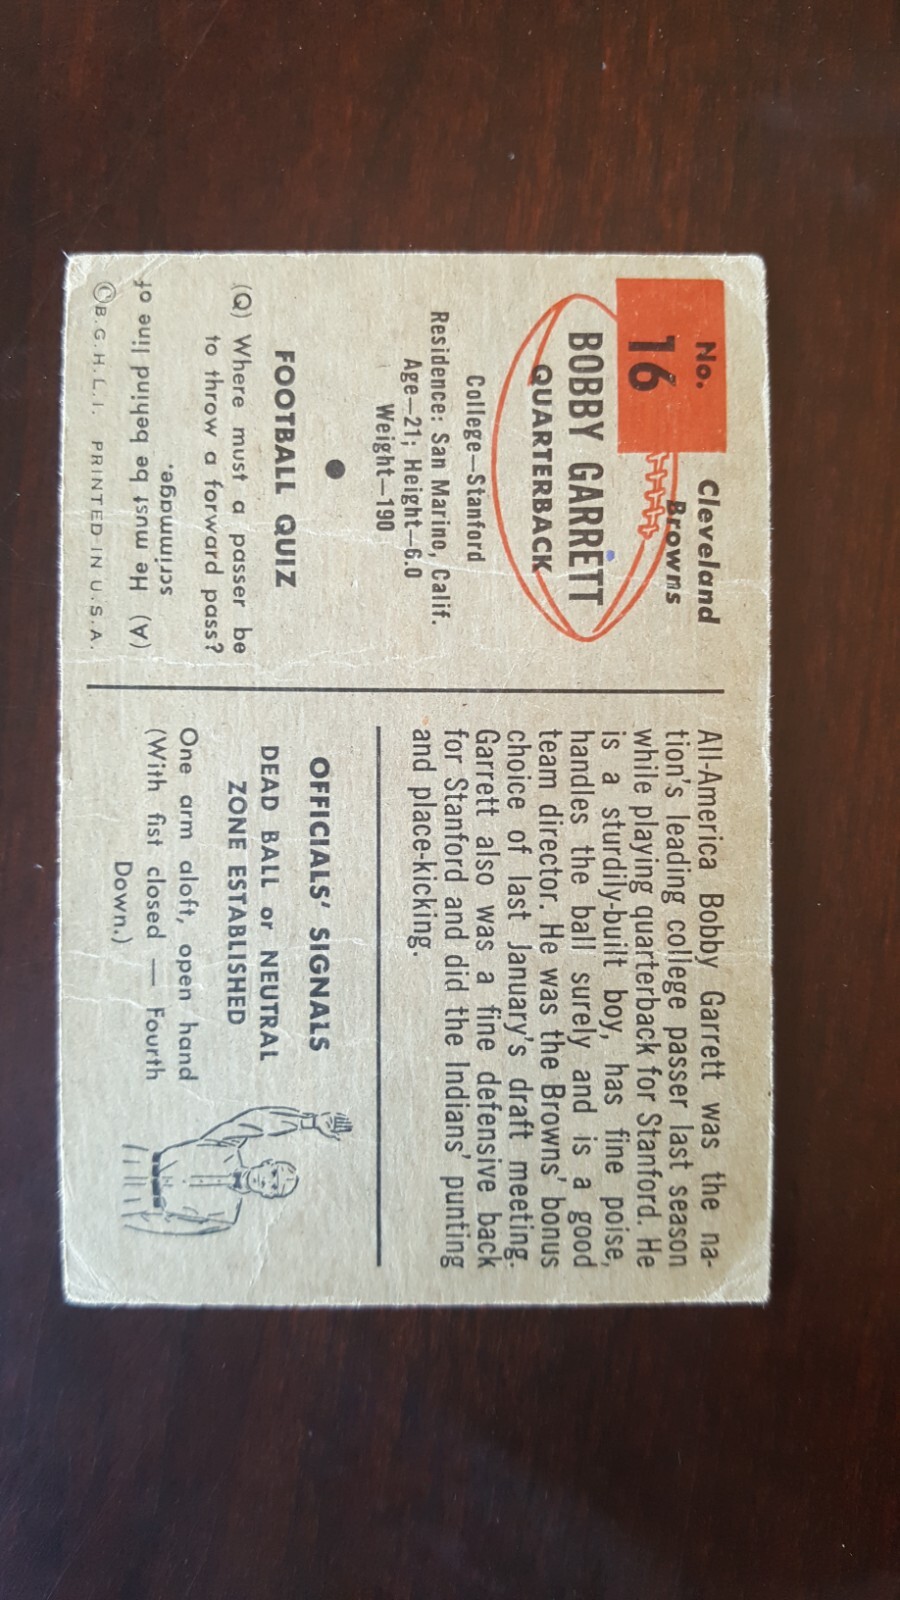 No.
16
Cleveland
Browns
BOBBY GARRETT
QUARTERBACK
College—Stanford
Residence: San Marino, Calif.
Age—21; Height—6.0
Weight—190
FOOTBALL QUIZ
(Q) Where must a passer be
to throw a forward pass?
(A) He must be behind line of
scrimmage.
©B.G.H.L.I. PRINTED IN U.S.A.
All-America Bobby Garrett was the na-
tion's leading college passer last season
while playing quarterback for Stanford. He
is a sturdily-built boy, has fine poise,
handles the ball surely and is a good
team director. He was the Browns' bonus
choice of last January's draft meeting.
Garrett also was a fine defensive back
for Stanford and did the Indians' punting
and place-kicking.
OFFICIALS' SIGNALS
DEAD BALL or NEUTRAL
ZONE ESTABLISHED
One arm aloft, open hand
(With fist closed — Fourth
Down.)